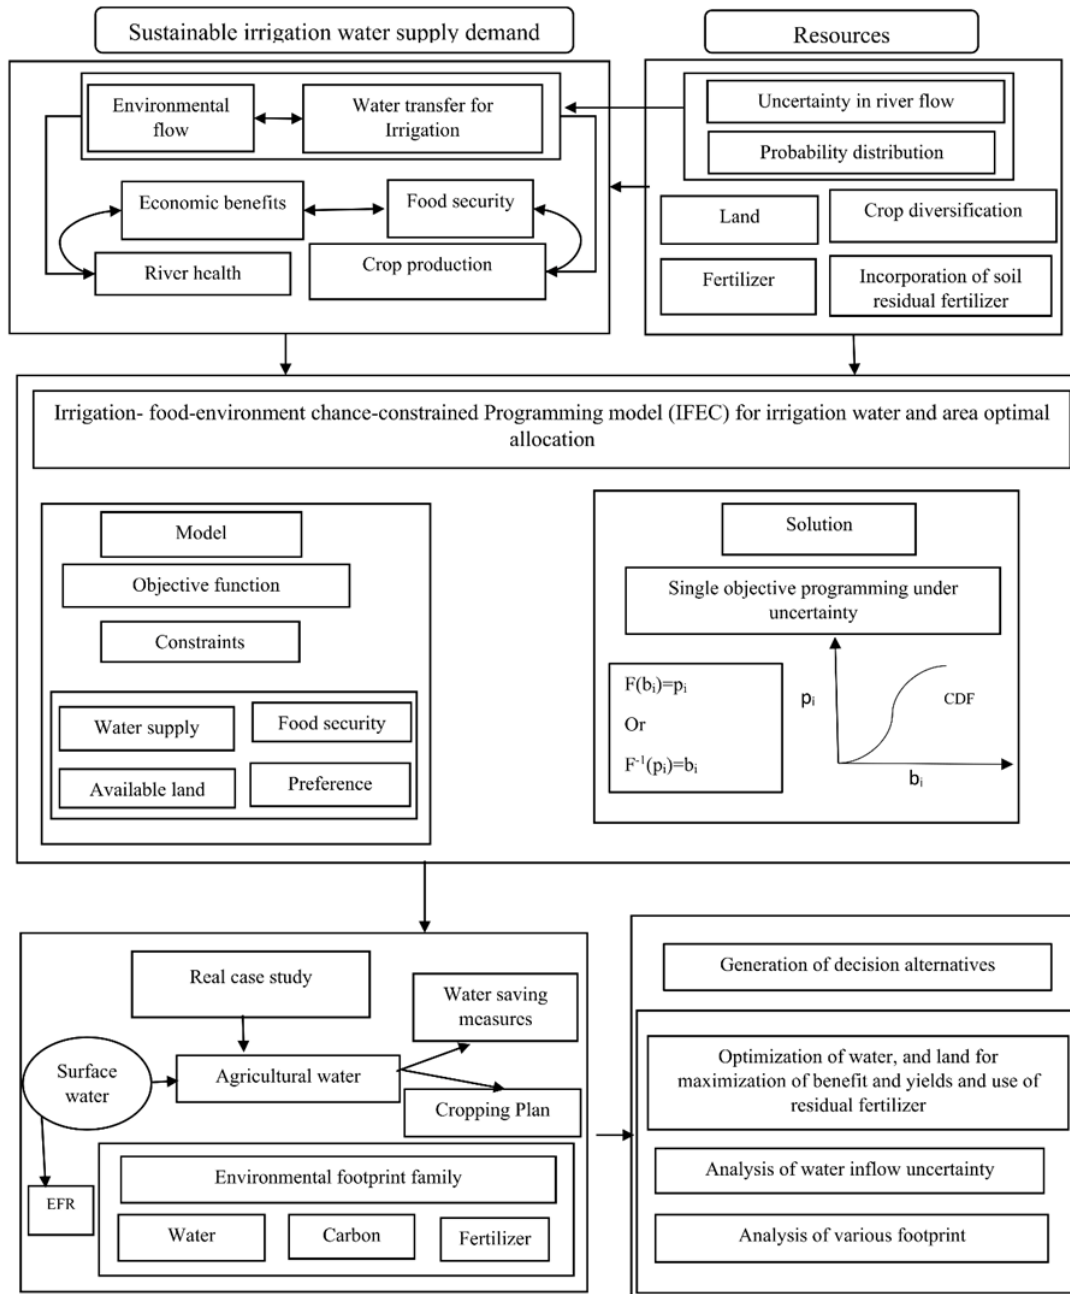 Sustainable irrigation water supply demand
Resources
Environmental
flow
Water transfer for
Irrigation
Economic benefits
Food security
River health
Crop production
Uncertainty in river flow
Probability distribution
Land
Crop diversification
Fertilizer
Incorporation of soil
residual fertilizer
Irrigation- food-environment chance-constrained Programming model (IFEC) for irrigation water and area optimal
allocation
Model
Objective function
Constraints
Water supply
Food security
Available land
Preference
Solution
Single objective programming under
uncertainty
F(bᵢ)=pᵢ
Or
F⁻¹(pᵢ)=bᵢ
pᵢ
CDF
bᵢ
Real case study
Water saving
measures
Surface
water
Agricultural water
Cropping Plan
EFR
Environmental footprint family
Water
Carbon
Fertilizer
Generation of decision alternatives
Optimization of water, and land for
maximization of benefit and yields and use of
residual fertilizer
Analysis of water inflow uncertainty
Analysis of various footprint